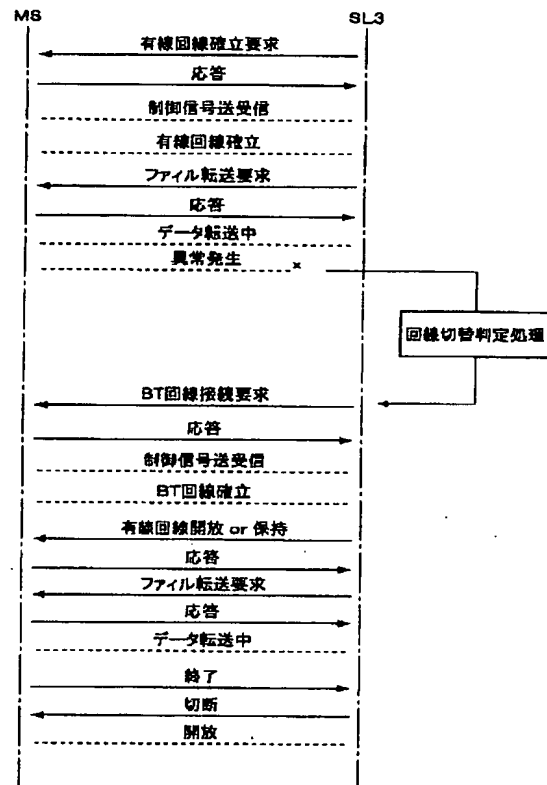 MS
SL3
有線回線確立要求
応答
制御信号送受信
有線回線確立
ファイル転送要求
応答
データ転送中
異常発生
×
回線切替判定処理
BT回線接続要求
応答
制御信号送受信
BT回線確立
有線回線開放 or 保持
応答
ファイル転送要求
応答
データ転送中
終了
切断
開放